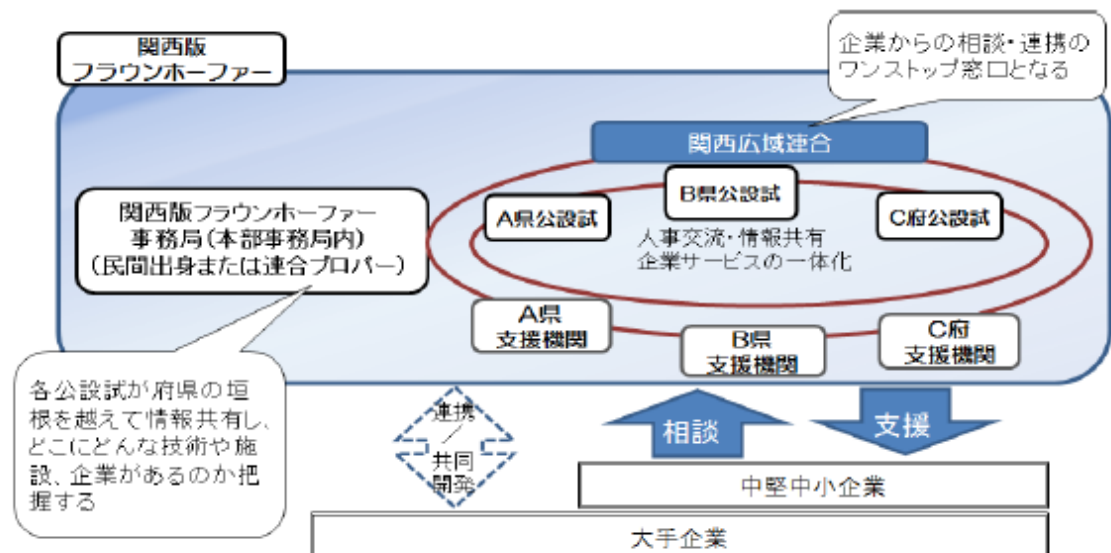 関西版
フラウンホーファー
企業からの相談・連携の
ワンストップ窓口となる
関西広域連合
関西版フラウンホーファー
事務局(本部事務局内)
(民間出身または連合プロパー)
A県公設試
B県公設試
C府公設試
人事交流・情報共有
企業サービスの一体化
A県
支援機関
B県
支援機関
C府
支援機関
各公設試が府県の垣
根を越えて情報共有し、
どこにどんな技術や施
設、企業があるのか把
握する
連携
/
共同
開発
相談
支援
中堅中小企業
大手企業